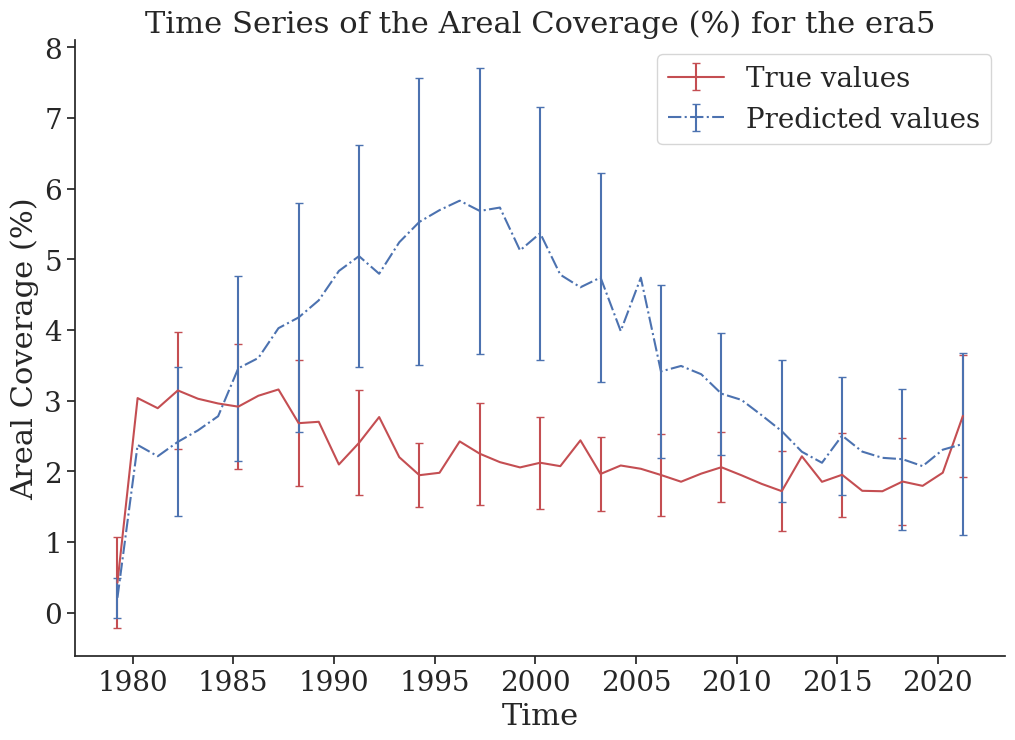 Time Series of the Areal Coverage (%) for the era5
True values
Predicted values
Areal Coverage (%)
8
7
6
5
4
3
2
1
0
1980 1985 1990 1995 2000 2005 2010 2015 2020
Time